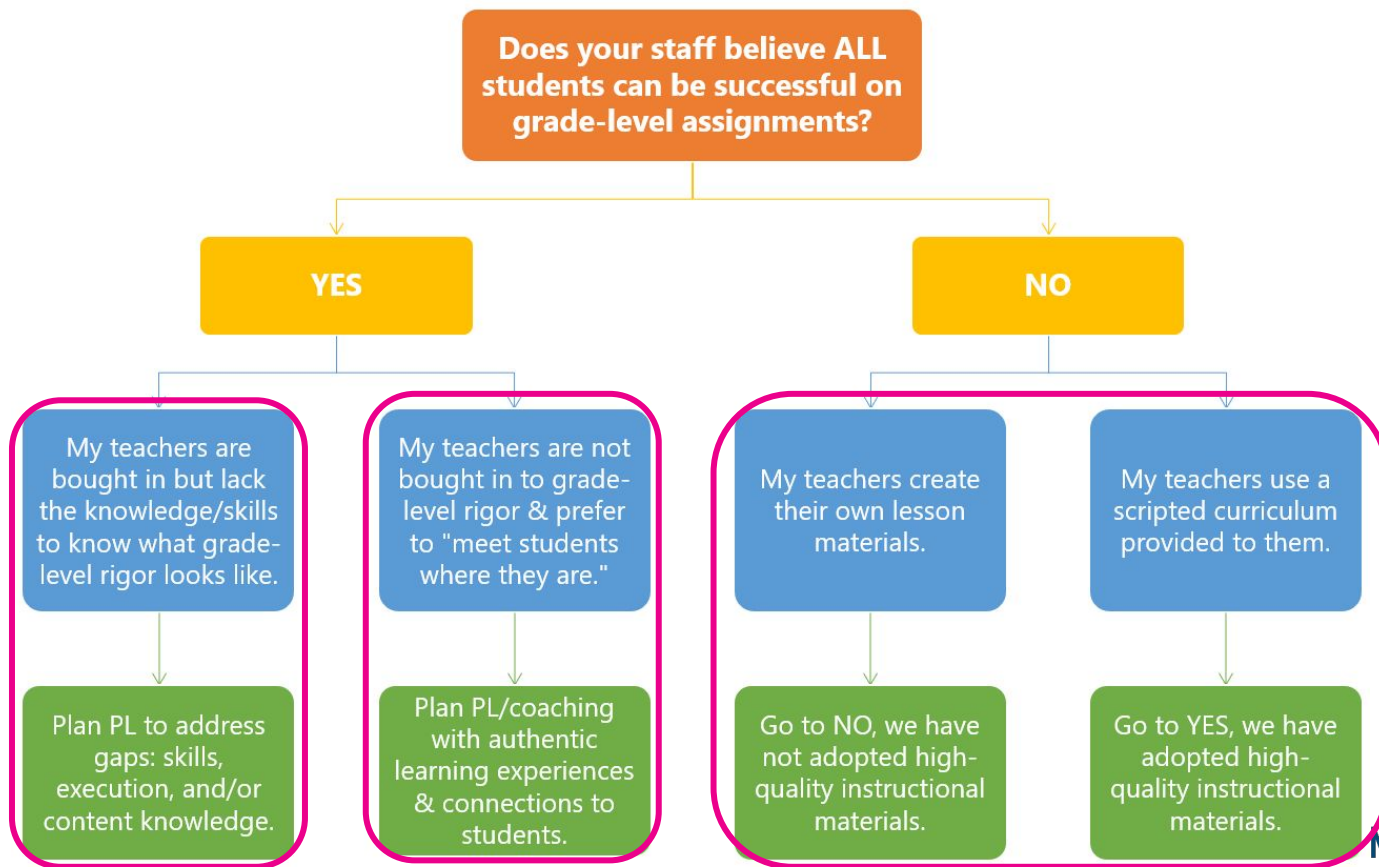 Does your staff believe ALL
students can be successful on
grade-level assignments?
YES
NO
My teachers are
bought in but lack
the knowledge/skills
to know what grade-
level rigor looks like.
My teachers are not
bought in to grade-
level rigor & prefer
to "meet students
where they are."
My teachers create
their own lesson
materials.
My teachers use a
scripted curriculum
provided to them.
Plan PL to address
gaps: skills,
execution, and/or
content knowledge.
Plan PL/coaching
with authentic
learning experiences
& connections to
students.
Go to NO, we have
not adopted high-
quality instructional
materials.
Go to YES, we have
adopted high-
quality instructional
materials.